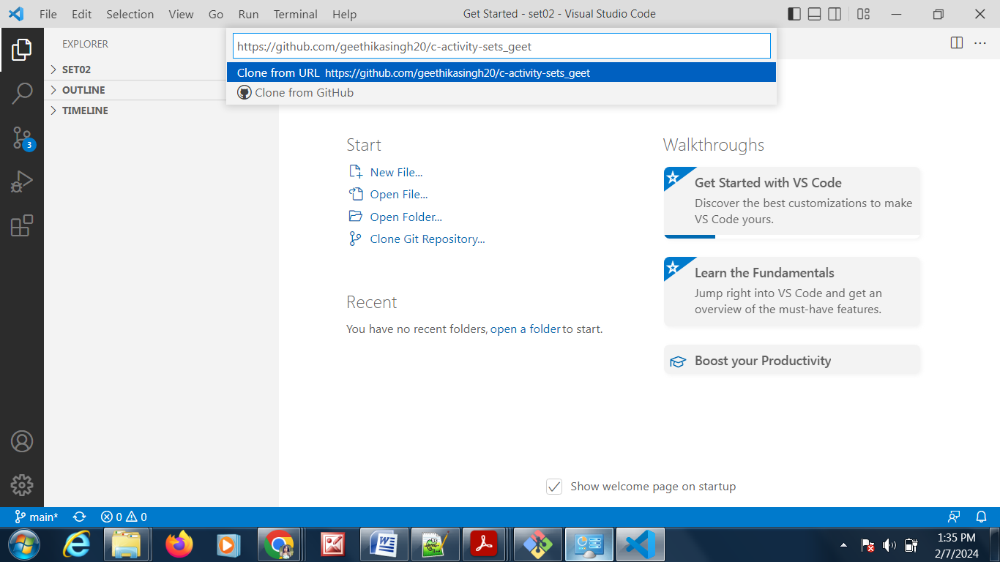 File Edit Selection View Go Run Terminal Help Get Started - set02 - Visual Studio Code
EXPLORER
SET02
OUTLINE
TIMELINE
https://github.com/geethikasingh20/c-activity-sets_geet
Clone from URL https://github.com/geethikasingh20/c-activity-sets_geet
Clone from GitHub
3
Start
New File...
Open File...
Open Folder...
Clone Git Repository...
Recent
You have no recent folders, open a folder to start.
Walkthroughs
Get Started with VS Code
Discover the best customizations to make
VS Code yours.
Learn the Fundamentals
Jump right into VS Code and get an
overview of the must-have features.
Boost your Productivity
Show welcome page on startup
main* 0 0
1:35 PM
2/7/2024